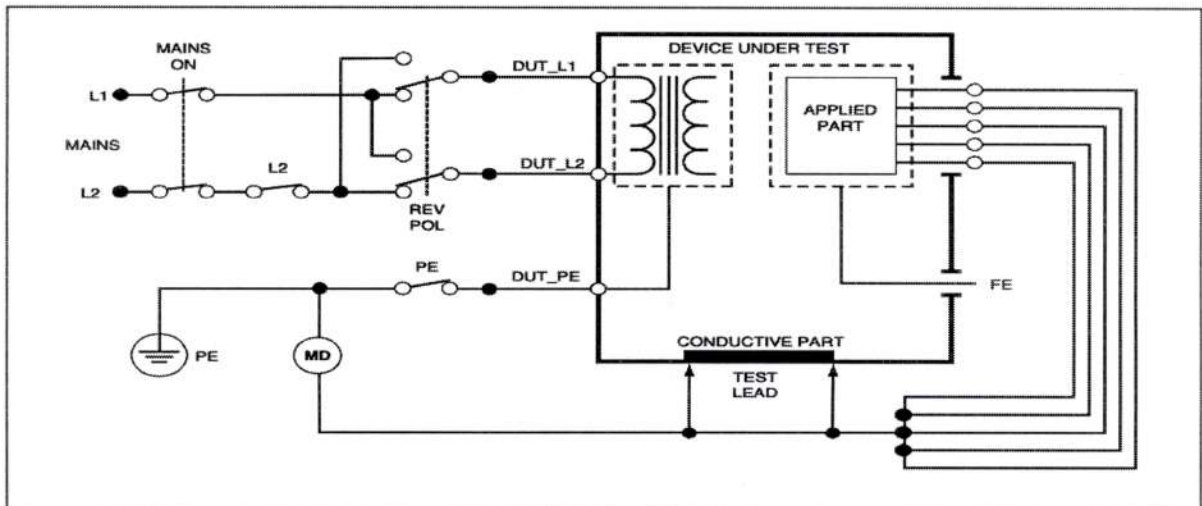 MAINS
ON
DEVICE UNDER TEST
DUT_L1
L1
APPLIED
PART
MAINS
L2
DUT_L2
L2
REV
POL
PE
DUT_PE
FE
PE
MD
CONDUCTIVE PART
TEST
LEAD